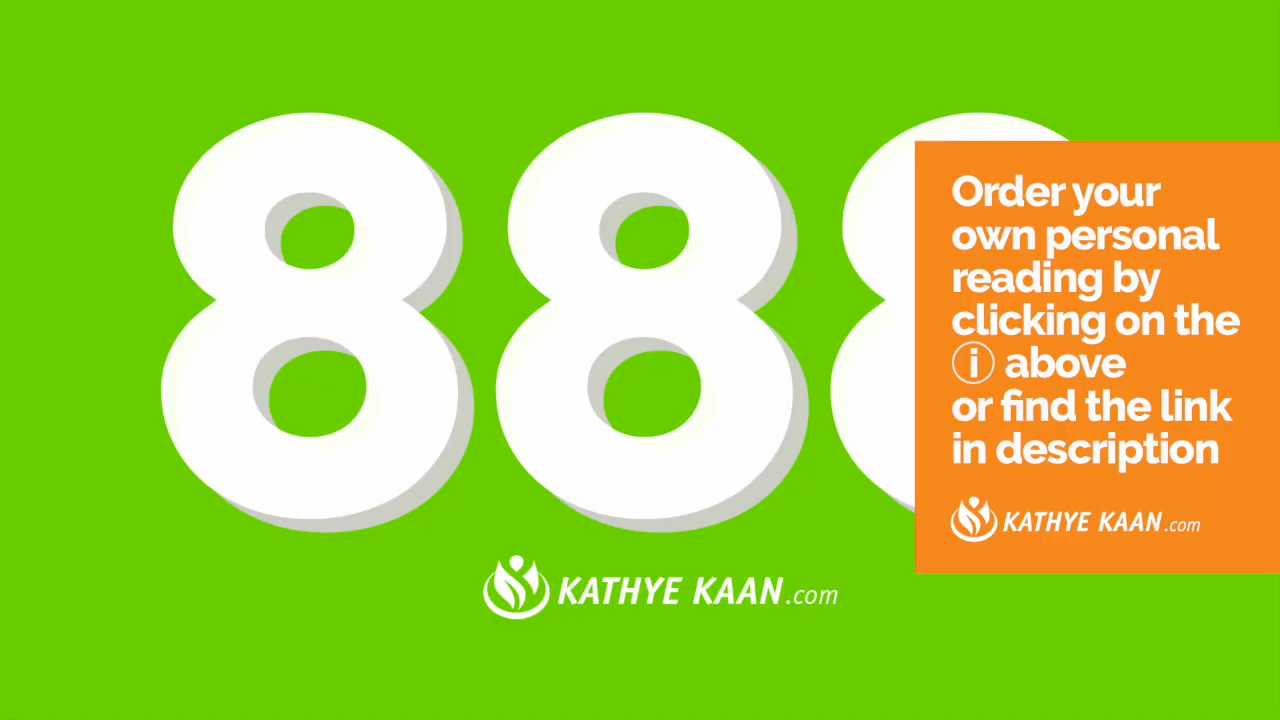 888
Order your
own personal
reading by
clicking on the
i above
or find the link
in description
KATHYE KAAN.com
KATHYE KAAN.com